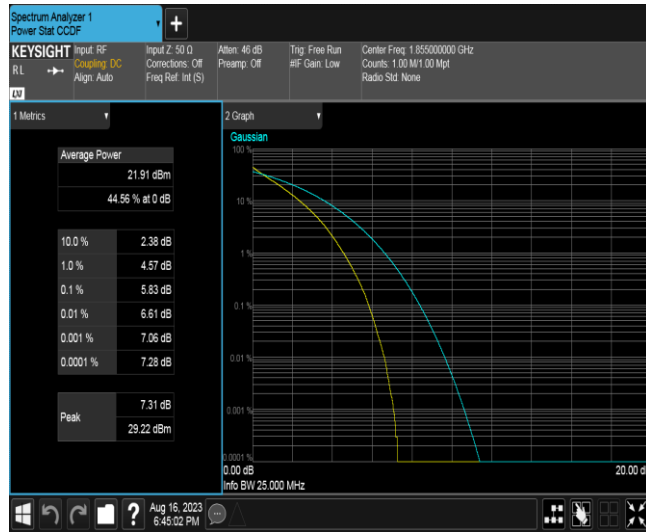 Spectrum Analyzer 1
Power Stat CCDF
+
KEYSIGHT
RL
LXI
Input: RF
Coupling: DC
Align: Auto
Input Z: 50 Ω
Corrections: Off
Freq Ref: Int (S)
Atten: 46 dB
Preamp: Off
Trig: Free Run
#IF Gain: Low
Center Freq: 1.855000000 GHz
Counts: 1.00 M/1.00 Mpt
Radio Std: None
1 Metrics
Average Power
21.91 dBm
44.56 % at 0 dB
10.0 % 2.38 dB
1.0 % 4.57 dB
0.1 % 5.83 dB
0.01 % 6.61 dB
0.001 % 7.06 dB
0.0001 % 7.28 dB
Peak
7.31 dB
29.22 dBm
2 Graph
Gaussian
100 %
10 %
1 %
0.1 %
0.01 %
0.001 %
0.0001 %
0.00 dB
20.00 d
Info BW 25.000 MHz
?
Aug 16, 2023
6:45:02 PM